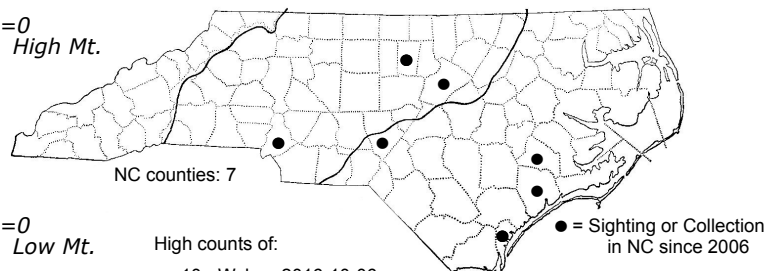 =0
High Mt.
NC counties: 7
=0
Low Mt.
High counts of:
= Sighting or Collection
in NC since 2006